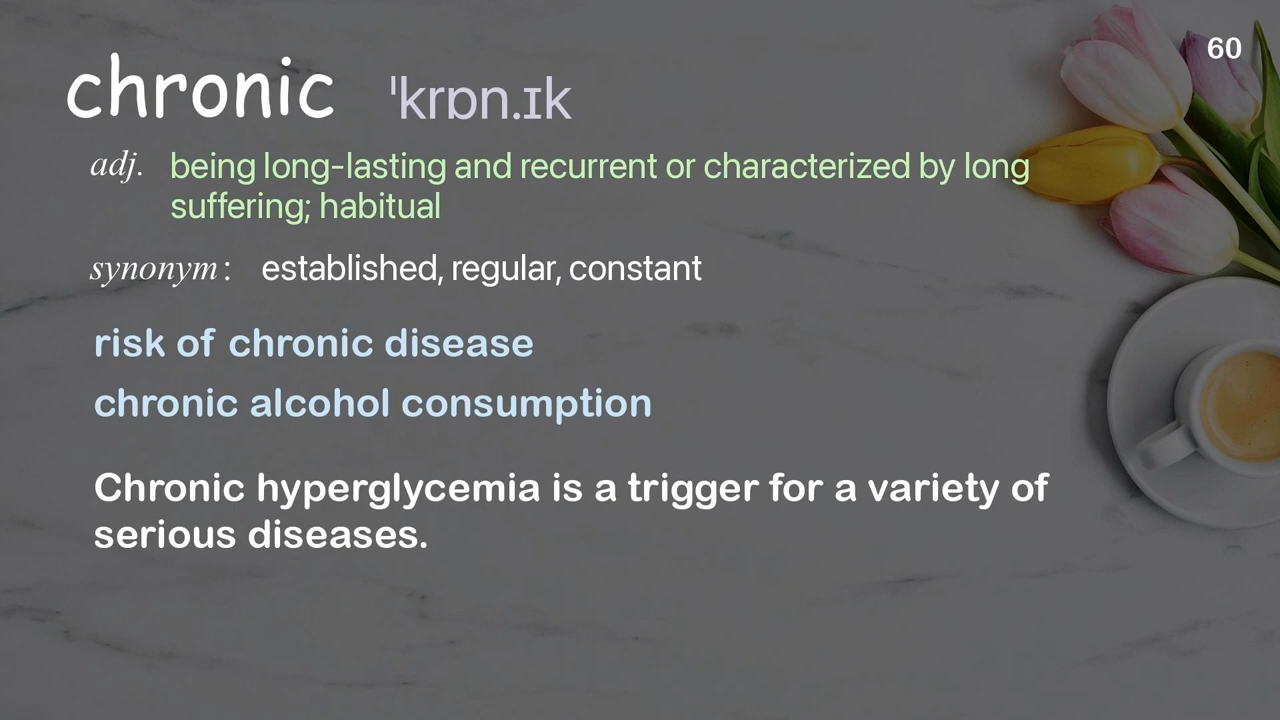 60
chronic ˈkrɒn.ɪk
adj. being long-lasting and recurrent or characterized by long
suffering; habitual
synonym : established, regular, constant
risk of chronic disease
chronic alcohol consumption
Chronic hyperglycemia is a trigger for a variety of
serious diseases.